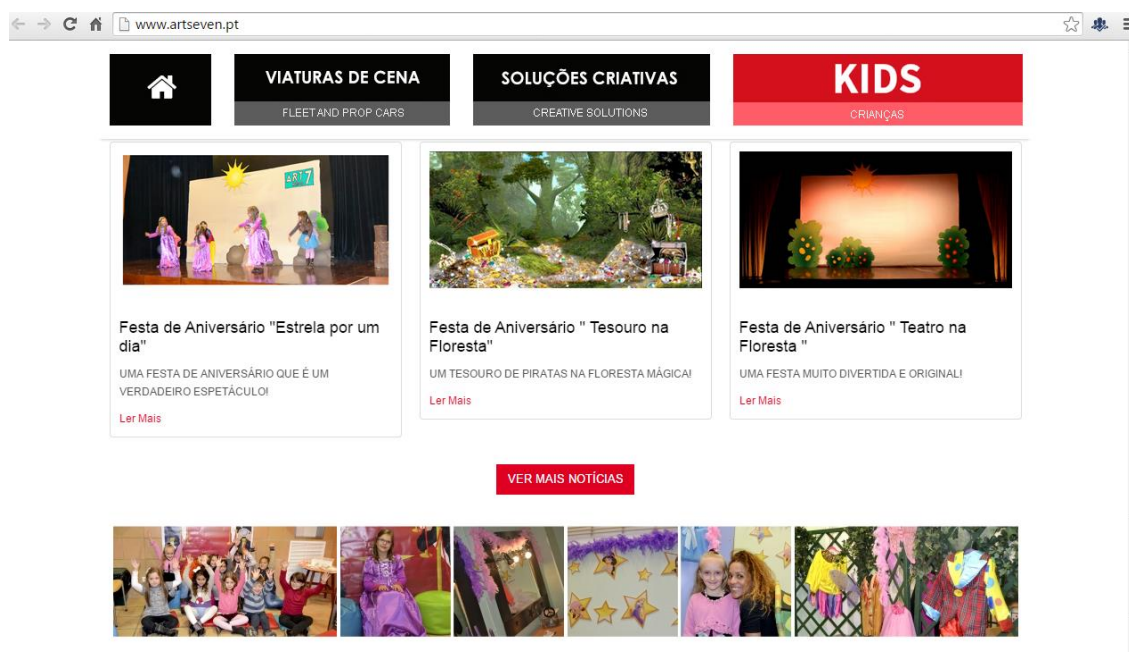 www.artseven.pt
VIATURAS DE CENA
FLEET AND PROP CARS
SOLUÇÕES CRIATIVAS
CREATIVE SOLUTIONS
KIDS
CRIANÇAS
ART 7
Festa de Aniversário "Estrela por um
dia"
UMA FESTA DE ANIVERSÁRIO QUE É UM
VERDADEIRO ESPETÁCULO!
Ler Mais
Festa de Aniversário " Tesouro na
Floresta"
UM TESOURO DE PIRATAS NA FLORESTA MÁGICA!
Ler Mais
Festa de Aniversário " Teatro na
Floresta "
UMA FESTA MUITO DIVERTIDA E ORIGINAL!
Ler Mais
VER MAIS NOTÍCIAS